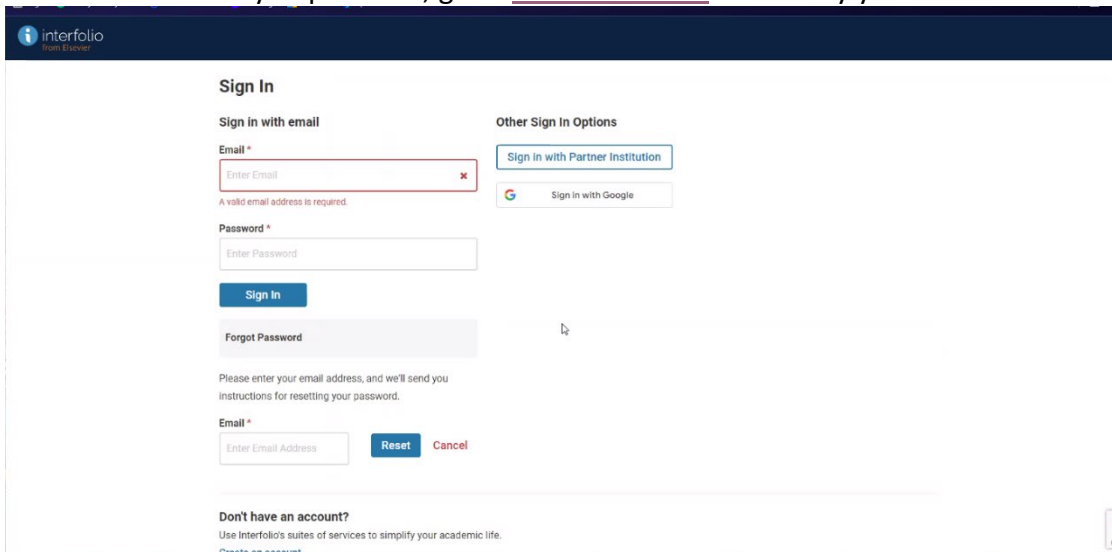 interfolio
from Elsevier
Sign In
Sign in with email
Email *
Enter Email
A valid email address is required.
Password *
Enter Password
Sign In
Forgot Password
Please enter your email address, and we'll send you
instructions for resetting your password.
Email *
Enter Email Address
Reset Cancel
Other Sign In Options
Sign in with Partner Institution
G Sign in with Google
Don't have an account?
Use Interfolio's suites of services to simplify your academic life.
Create an account